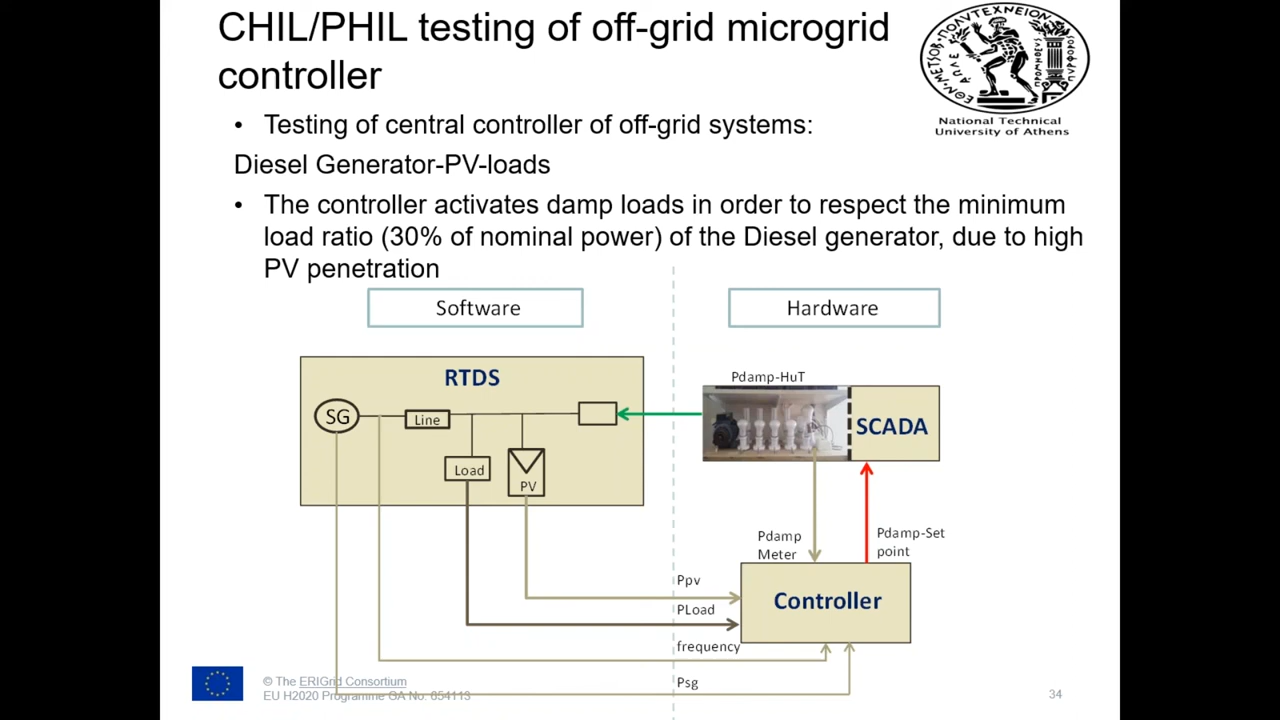 CHIL/PHIL testing of off-grid microgrid
controller
National Technical
University of Athens
• Testing of central controller of off-grid systems:
Diesel Generator-PV-loads
• The controller activates damp loads in order to respect the minimum
load ratio (30% of nominal power) of the Diesel generator, due to high
PV penetration
Software
Hardware
RTDS
Pdamp-HuT
SG
Line
SCADA
Load
PV
Pdamp
Meter
Pdamp-Set
point
Ppv
Controller
PLoad
frequency
Psg
© The ERIGrid Consortium
EU H2020 Programme GA No. 654113
34